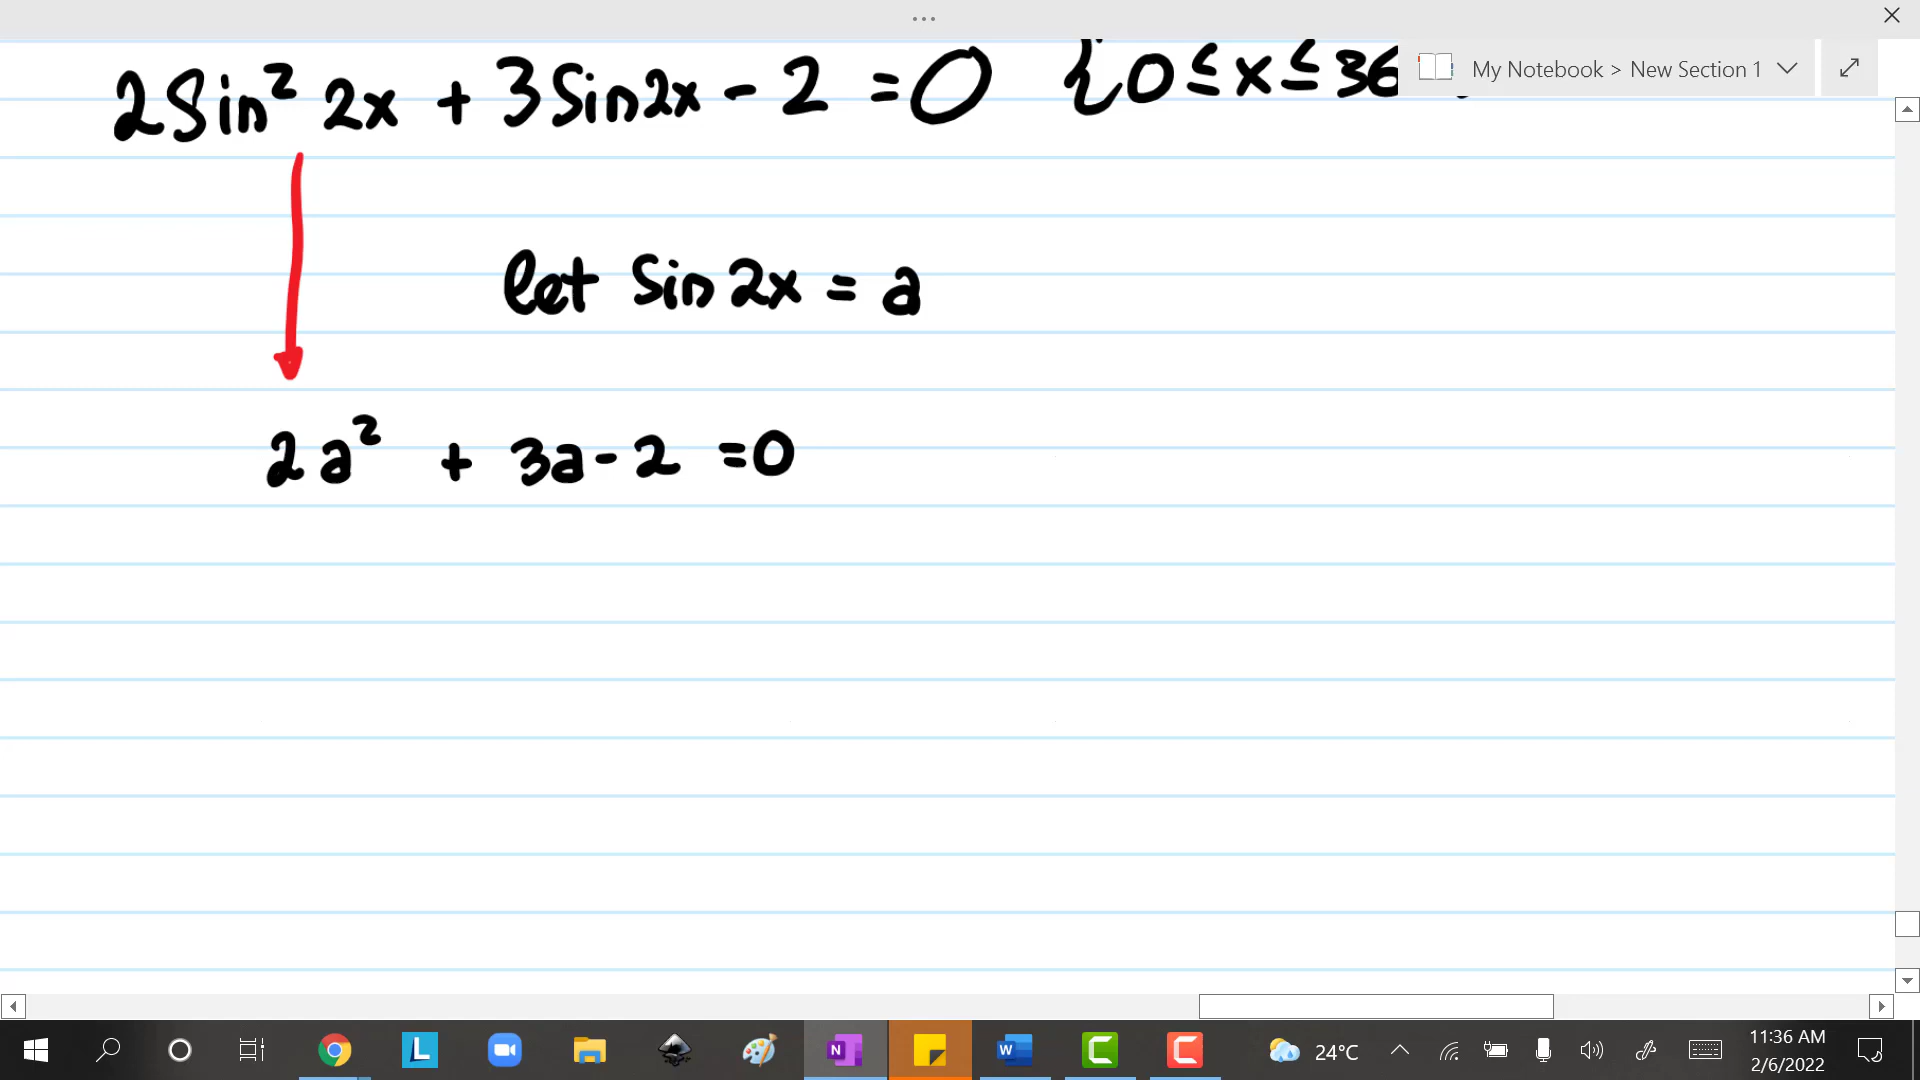 2Sin² 2x + 3Sin2x - 2 = 0 {0 ≤ x ≤ 36
My Notebook > New Section 1
let Sin 2x = a
2a² + 3a - 2 = 0
24°C
11:36 AM
2/6/2022